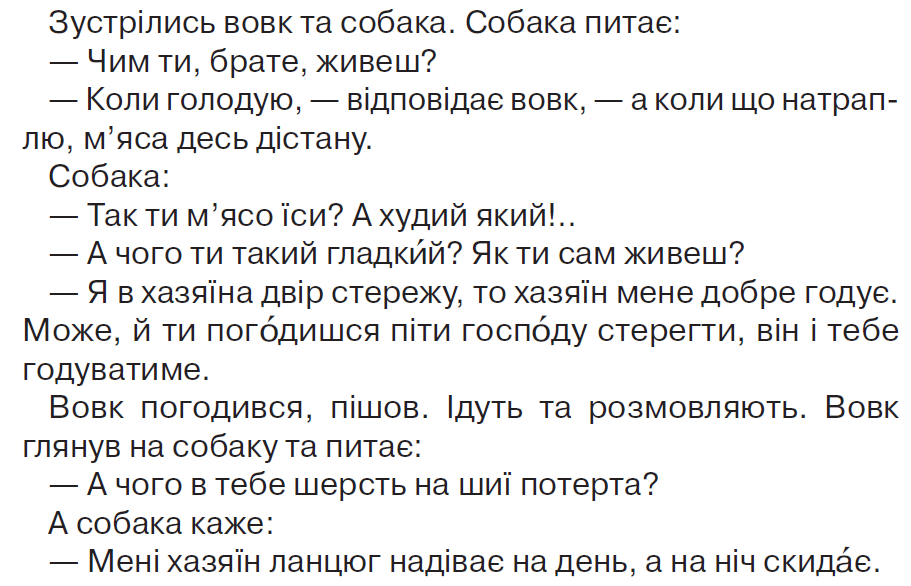 Зустрілись вовк та собака. Собака питає:
— Чим ти, брате, живеш?
— Коли голодую, — відповідає вовк, — а коли що натрап-
лю, м’яса десь дістану.
Собака:
— Так ти м’ясо їси? А худий який!..
— А чого ти такий гладки́й? Як ти сам живеш?
— Я в хазяїна двір стережу, то хазяїн мене добре годує.
Може, й ти пого́дишся піти госпо́ду стерегти, він і тебе
годуватиме.
Вовк погодився, пішов. Ідуть та розмовляють. Вовк
глянув на собаку та питає:
— А чого в тебе шерсть на шиї потерта?
А собака каже:
— Мені хазяїн ланцюг надіває на день, а на ніч скида́є.